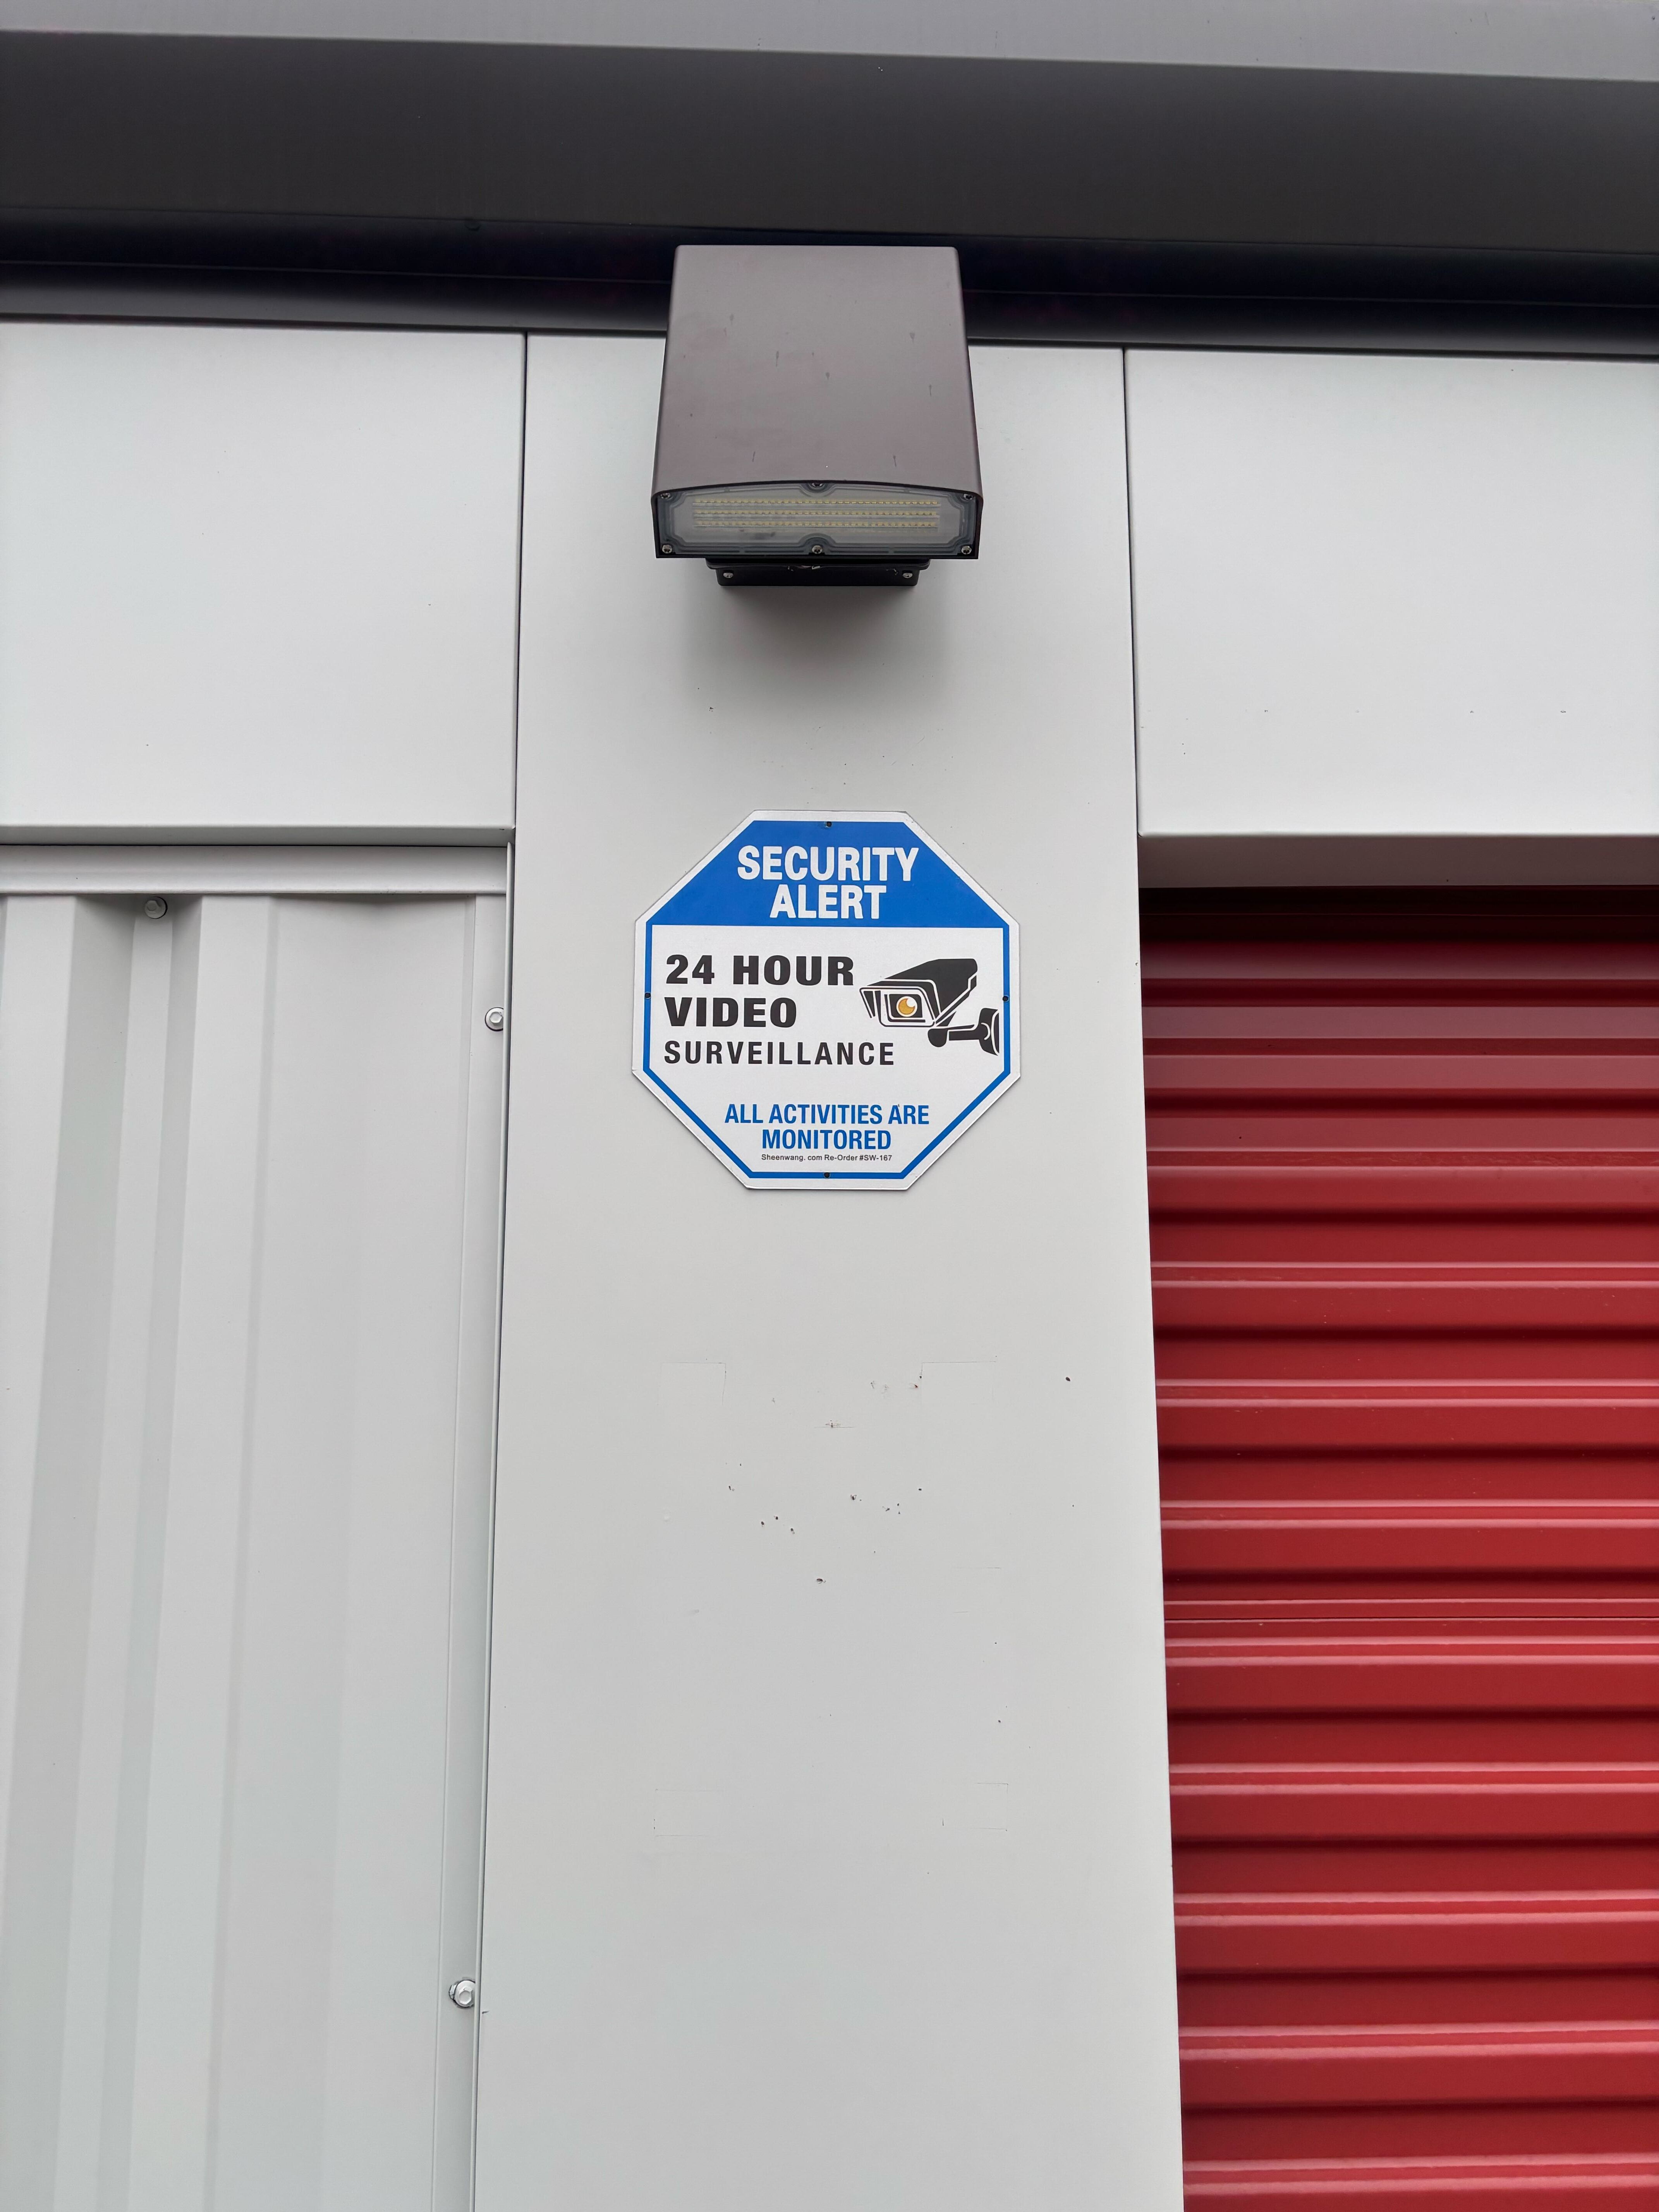 SECURITY
ALERT
24 HOUR
VIDEO
SURVEILLANCE
ALL ACTIVITIES ARE
MONITORED
Sheenwang. com Re-Order #SW-167